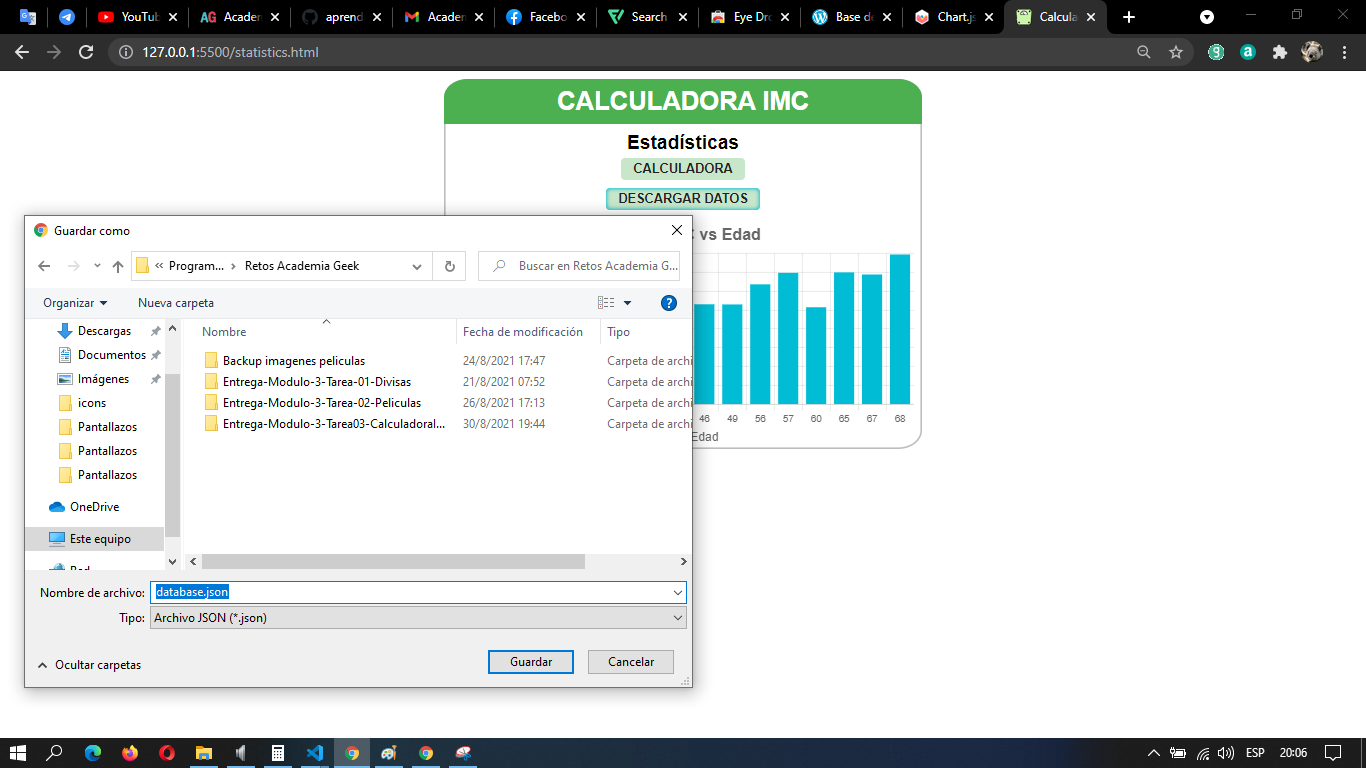 YouTub
AG Academ
aprend
Academ
Facebo
Search
Eye Dro
Base de
Chart.js
Calcula
127.0.0.1:5500/statistics.html
CALCULADORA IMC
Estadísticas
CALCULADORA
DESCARGAR DATOS
vs Edad
46 49 56 57 60 65 67 68
Edad
Guardar como
« Program... › Retos Academia Geek
Buscar en Retos Academia G...
Organizar
Nueva carpeta
Descargas
Documentos
Imágenes
icons
Pantallazos
Pantallazos
Pantallazos
OneDrive
Este equipo
Red
Nombre Fecha de modificación Tipo
Backup imagenes peliculas 24/8/2021 17:47 Carpeta de archi
Entrega-Modulo-3-Tarea-01-Divisas 21/8/2021 07:52 Carpeta de archi
Entrega-Modulo-3-Tarea-02-Peliculas 26/8/2021 17:13 Carpeta de archi
Entrega-Modulo-3-Tarea03-CalculadoraI... 30/8/2021 19:44 Carpeta de archi
Nombre de archivo: database.json
Tipo: Archivo JSON (*.json)
Ocultar carpetas
Guardar
Cancelar
ESP
20:06